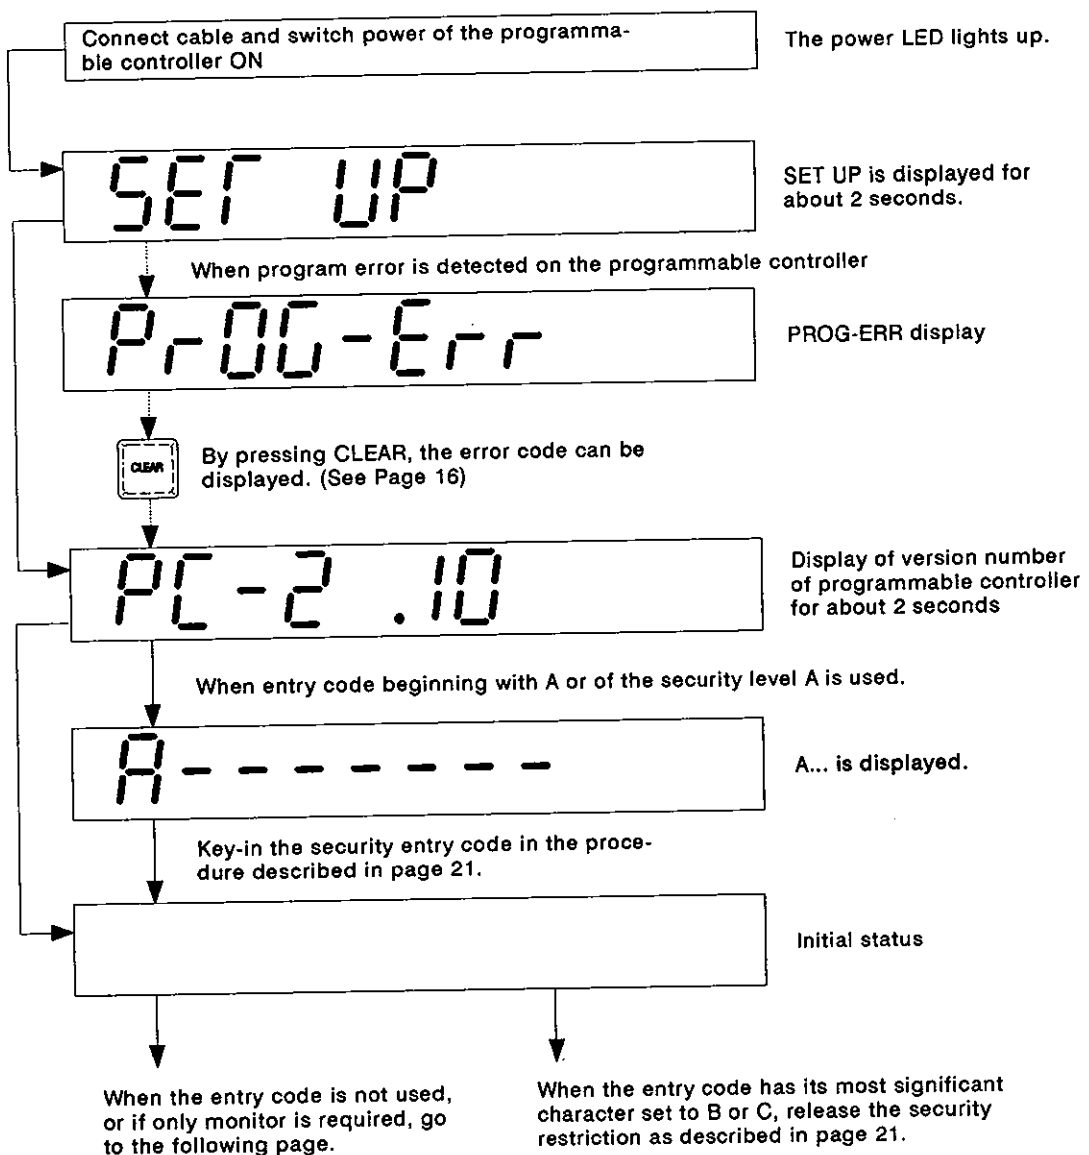 Connect cable and switch power of the programma-
ble controller ON
The power LED lights up.
SET UP
SET UP is displayed for
about 2 seconds.
When program error is detected on the programmable controller
PrOG-Err
PROG-ERR display
CLEAR
By pressing CLEAR, the error code can be
displayed. (See Page 16)
PC-2 .10
Display of version number
of programmable controller
for about 2 seconds
When entry code beginning with A or of the security level A is used.
A-------
A... is displayed.
Key-in the security entry code in the proce-
dure described in page 21.
Initial status
When the entry code is not used,
or if only monitor is required, go
to the following page.
When the entry code has its most significant
character set to B or C, release the security
restriction as described in page 21.